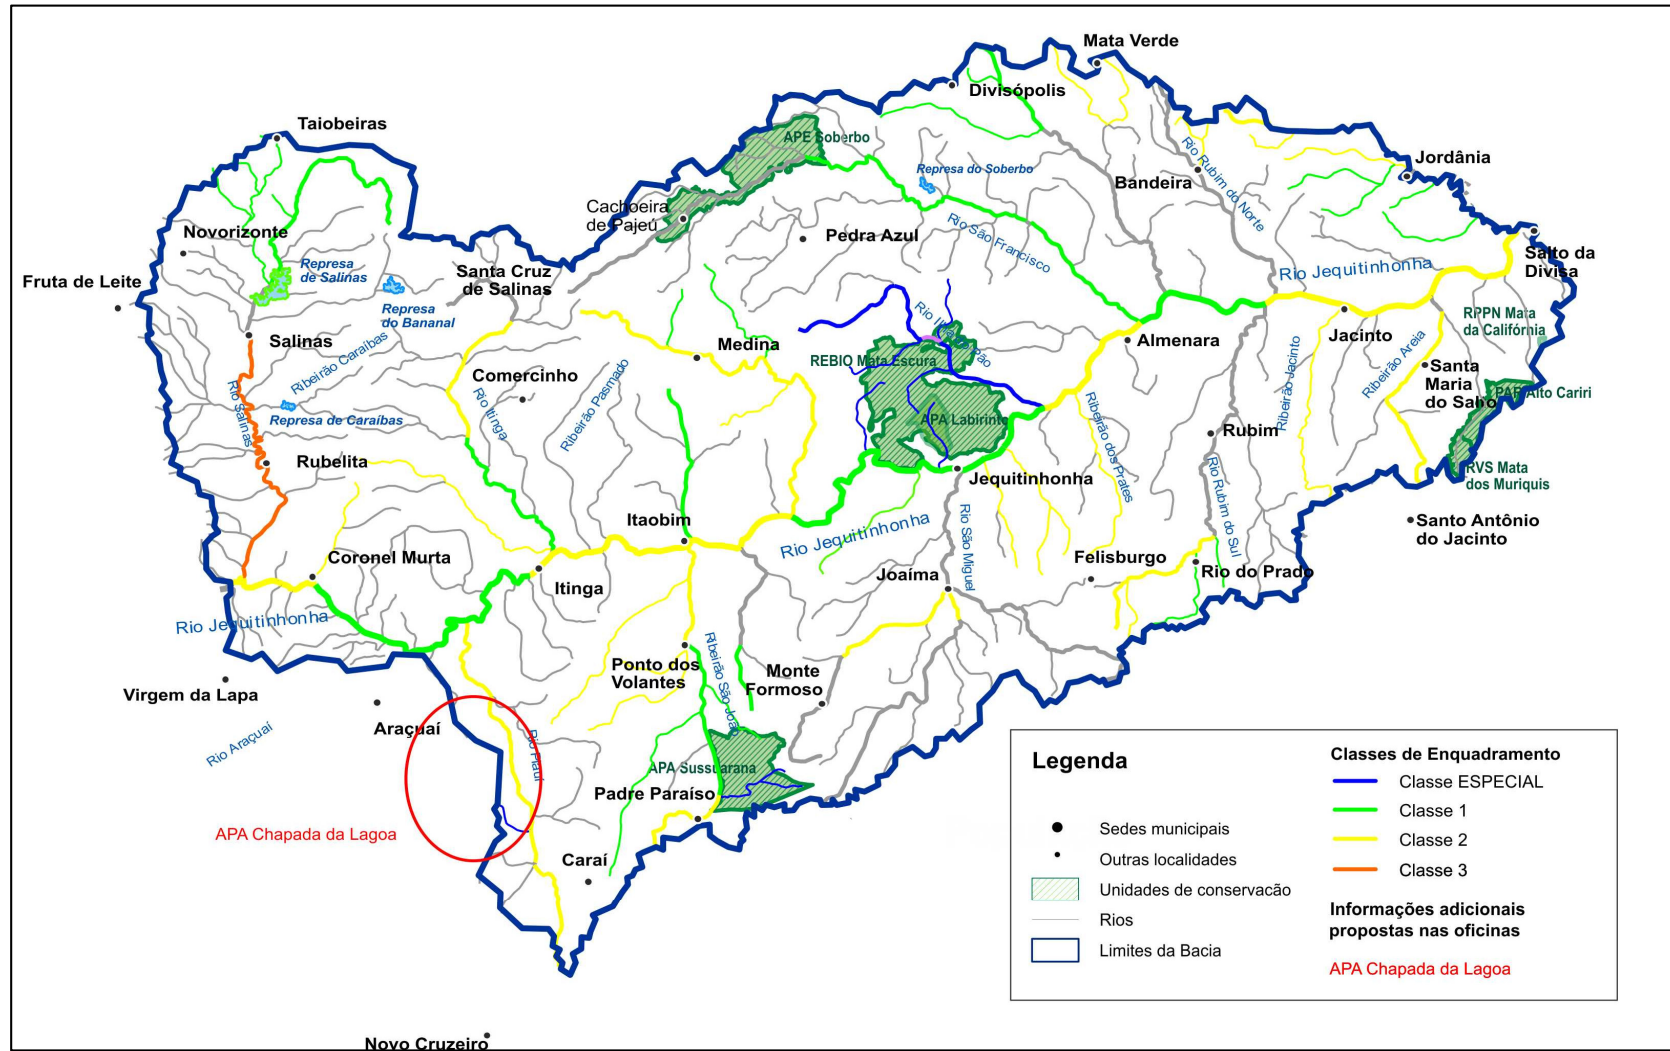 Mata Verde
Divisópolis
Taiobeiras
APE Soberbo
Jordânia
Represa do Soberbo
Bandeira
Rio Rubim do Norte
Cachoeira
de Pajeú
Novorizonte
Pedra Azul
Rio São Francisco
Salto da
Divisa
Fruta de Leite
Represa
de Salinas
Santa Cruz
de Salinas
Rio Jequitinhonha
Represa
do Bananal
RPPN Mata
da Califórnia
Salinas
Ribeirão Caraíbas
Medina
REBIO Mata Escura
Almenara
Jacinto
Comercinho
Ribeirão Pasmado
Ribeirão Jacinto
Ribeirão Areia
Santa
Maria
do Salto
PAR Alto Cariri
Rio Salinas
Represa de Caraíbas
Rio Itinga
APA Labirinto
Ribeirão dos Prates
Rubim
Rubelita
Jequitinhonha
Rio Rubim do Sul
RVS Mata
dos Muriquis
Itaobim
Rio Jequitinhonha
Rio São Miguel
Santo Antônio
do Jacinto
Coronel Murta
Itinga
Joaíma
Felisburgo
Rio do Prado
Rio Jequitinhonha
Virgem da Lapa
Ponto dos
Volantes
Ribeirão São João
Monte
Formoso
Araçuaí
Rio Araçuaí
Rio Piauí
APA Sussuarana
Padre Paraíso
APA Chapada da Lagoa
Caraí
Novo Cruzeiro
Legenda
Sedes municipais
Outras localidades
Unidades de conservacão
Rios
Limites da Bacia
Classes de Enquadramento
Classe ESPECIAL
Classe 1
Classe 2
Classe 3
Informações adicionais
propostas nas oficinas
APA Chapada da Lagoa